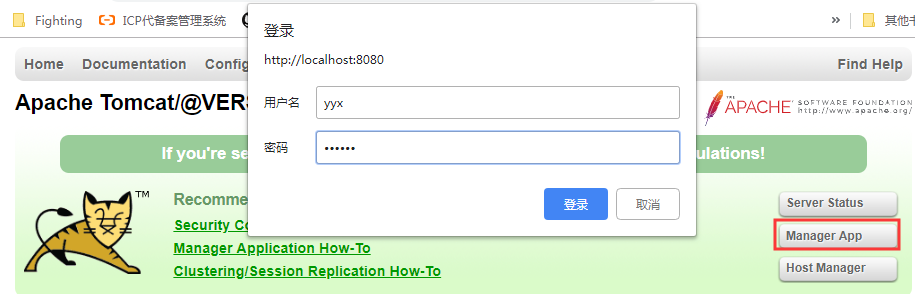 Fighting
ICP代备案管理系统
»
其他书
登录
http://localhost:8080
用户名
yyx
密码
••••••
登录
取消
Home
Documentation
Config
Find Help
Apache Tomcat/@VERS
THE
APACHE
SOFTWARE FOUNDATION
http://www.apache.org/
If you're se
ulations!
TM
Recomme
Security Co
Manager Application How-To
Clustering/Session Replication How-To
Server Status
Manager App
Host Manager